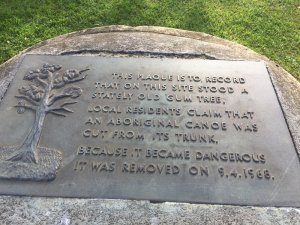 THIS PLAQUE IS TO RECORD
THAT ON THIS SITE STOOD A
STATELY OLD GUM TREE.
LOCAL RESIDENTS CLAIM THAT
AN ABORIGINAL CANOE WAS
CUT FROM ITS TRUNK.
BECAUSE IT BECAME DANGEROUS
IT WAS REMOVED ON 9.4.1968.